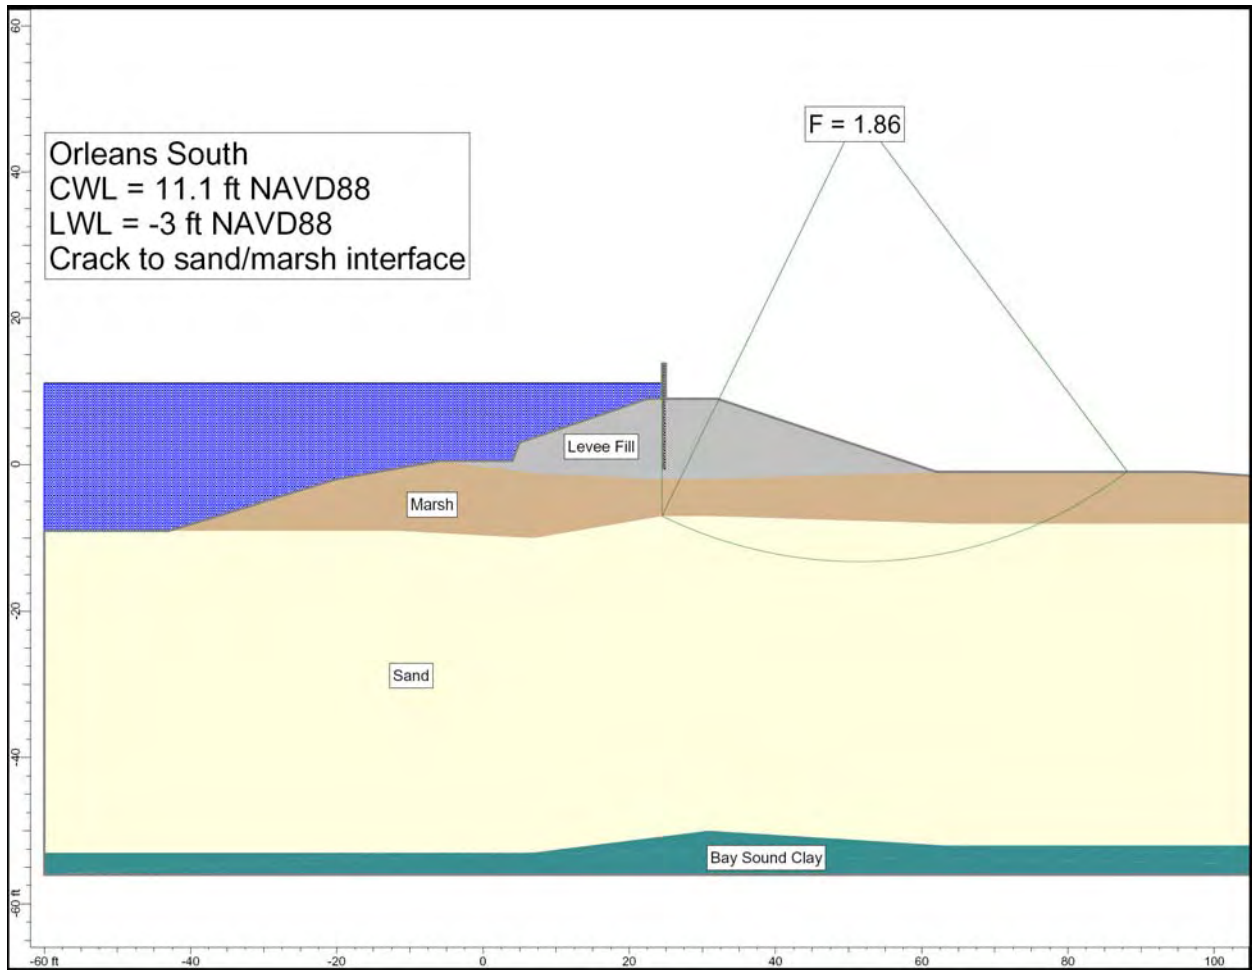 F = 1.86
Orleans South
CWL = 11.1 ft NAVD88
LWL = -3 ft NAVD88
Crack to sand/marsh interface
Levee Fill
Marsh
Sand
Bay Sound Clay
60
40
20
0
-20
-40
-60 ft
-60 ft -40 -20 0 20 40 60 80 100